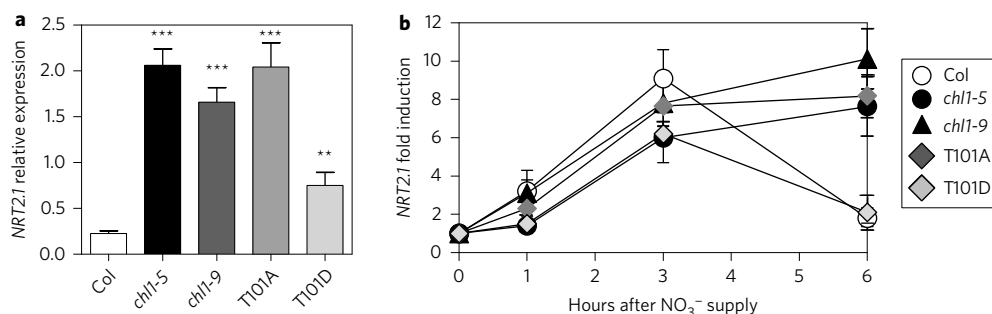 a
NRT2.1 relative expression
2.5
2.0
1.5
1.0
0.5
0.0
***
***
***
**
Col
chl1-5
chl1-9
T101A
T101D
b
NRT2.1 fold induction
12
10
8
6
4
2
0
0 1 2 3 4 5 6
Hours after NO₃⁻ supply
Col
chl1-5
chl1-9
T101A
T101D